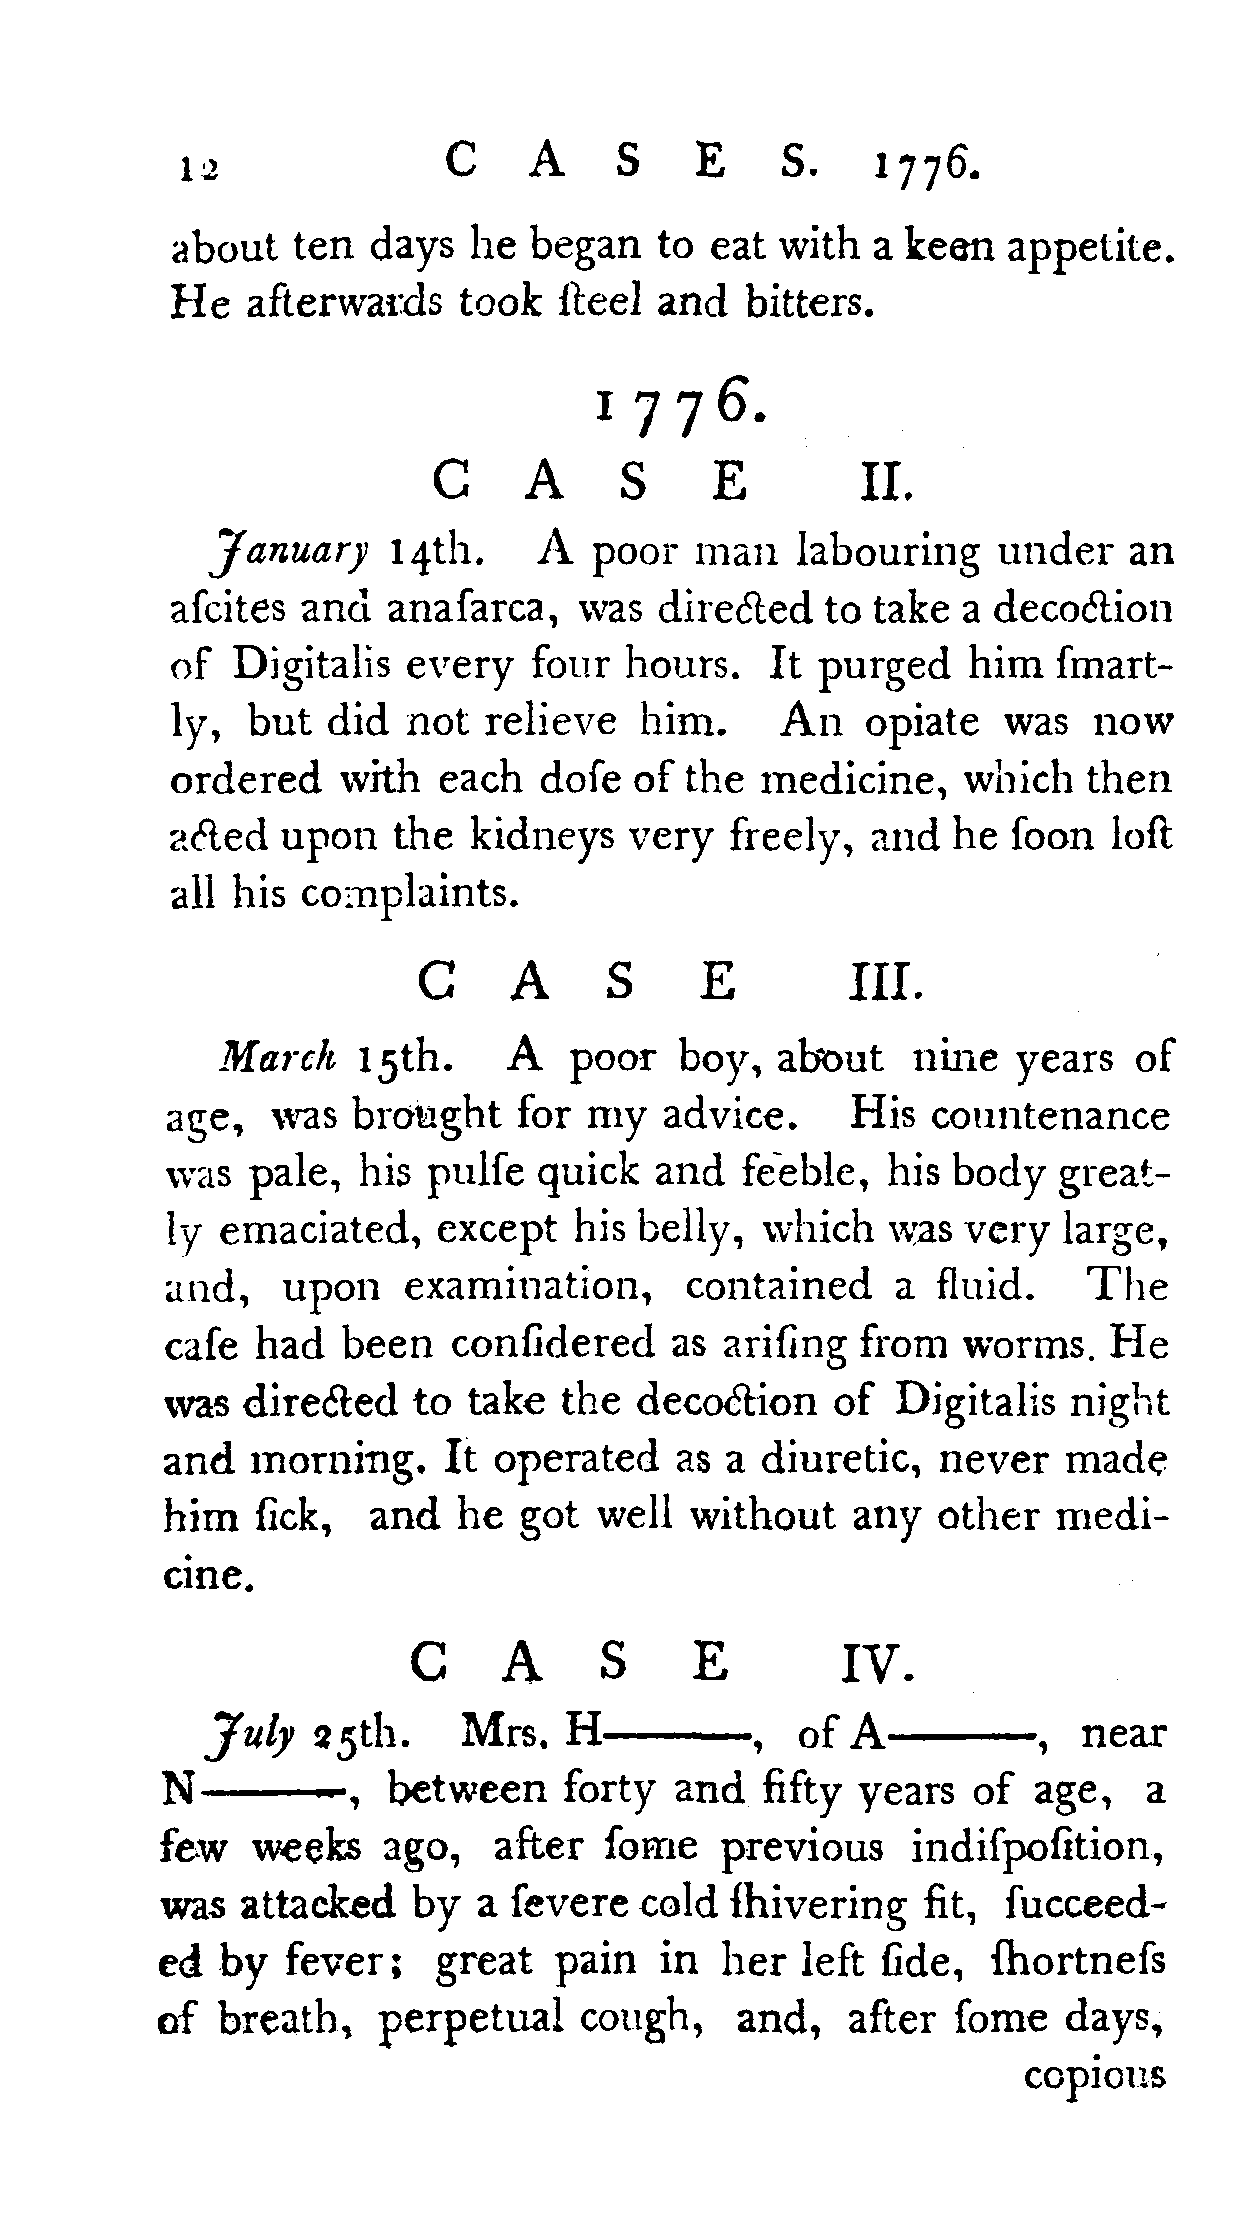 12 CASES. 1776.
about ten days he began to eat with a keen appetite.
He afterwards took ſteel and bitters.
1776.
CASE II.
January 14th. A poor man labouring under an
aſcites and anaſarca, was directed to take a decoction
of Digitalis every four hours. It purged him ſmart-
ly, but did not relieve him. An opiate was now
ordered with each doſe of the medicine, which then
acted upon the kidneys very freely, and he ſoon loſt
all his complaints.
CASE III.
March 15th. A poor boy, about nine years of
age, was brought for my advice. His countenance
was pale, his pulſe quick and feeble, his body great-
ly emaciated, except his belly, which was very large,
and, upon examination, contained a fluid. The
caſe had been conſidered as ariſing from worms. He
was directed to take the decoction of Digitalis night
and morning. It operated as a diuretic, never made
him ſick, and he got well without any other medi-
cine.
CASE IV.
July 25th. Mrs. H———, of A———, near
N———, between forty and fifty years of age, a
few weeks ago, after ſome previous indiſpoſition,
was attacked by a ſevere cold ſhivering fit, ſucceed-
ed by fever; great pain in her left ſide, ſhortneſs
of breath, perpetual cough, and, after ſome days,
copious